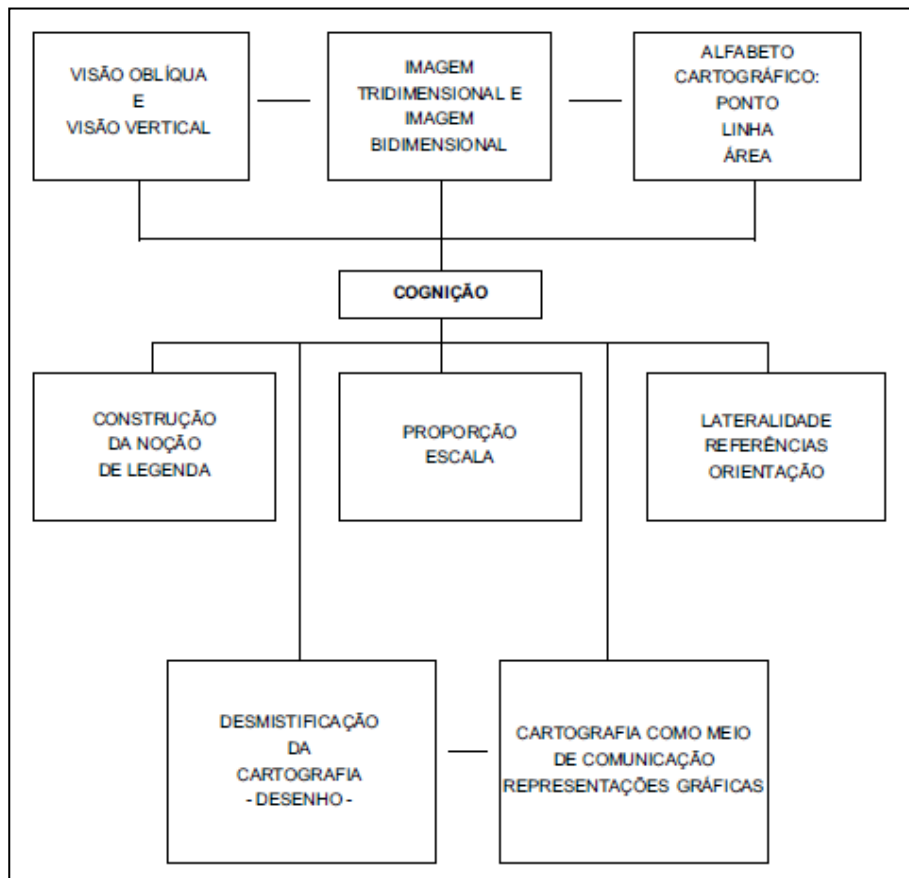 VISÃO OBLÍQUA
E
VISÃO VERTICAL
IMAGEM
TRIDIMENSIONAL E
IMAGEM
BIDIMENSIONAL
ALFABETO
CARTOGRÁFICO:
PONTO
LINHA
ÁREA
COGNIÇÃO
CONSTRUÇÃO
DA NOÇÃO
DE LEGENDA
PROPORÇÃO
ESCALA
LATERALIDADE
REFERÊNCIAS
ORIENTAÇÃO
DESMISTIFICAÇÃO
DA
CARTOGRAFIA
- DESENHO -
CARTOGRAFIA COMO MEIO
DE COMUNICAÇÃO
REPRESENTAÇÕES GRÁFICAS